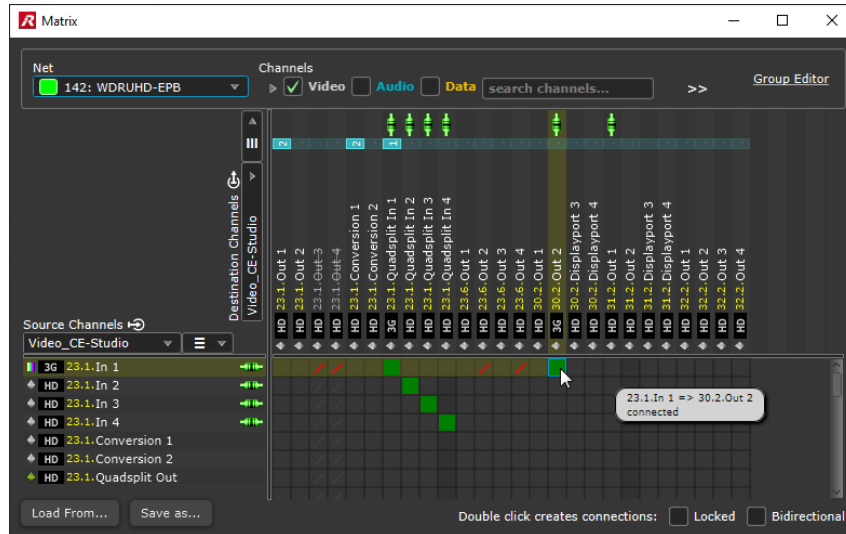 Matrix
Net
142: WDRUHD-EPB
Channels
Video
Audio
Data
search channels...
>>
Group Editor
2
2
1
Destination Channels
Video_CE-Studio
HD 23.1.Out 1
HD 23.1.Out 2
HD 23.1.Out 3
HD 23.1.Out 4
HD 23.1.Conversion 1
HD 23.1.Conversion 2
3G 23.1.Quadsplit In 1
HD 23.1.Quadsplit In 2
HD 23.1.Quadsplit In 3
HD 23.1.Quadsplit In 4
HD 23.6.Out 1
HD 23.6.Out 2
HD 23.6.Out 3
HD 23.6.Out 4
HD 30.2.Out 1
3G 30.2.Out 2
HD 30.2.Displayport 3
HD 30.2.Displayport 4
HD 31.2.Out 1
HD 31.2.Out 2
HD 31.2.Displayport 3
HD 31.2.Displayport 4
HD 32.2.Out 1
HD 32.2.Out 2
HD 32.2.Out 3
HD 32.2.Out 4
Source Channels
Video_CE-Studio
3G 23.1.In 1
HD 23.1.In 2
HD 23.1.In 3
HD 23.1.In 4
HD 23.1.Conversion 1
HD 23.1.Conversion 2
HD 23.1.Quadsplit Out
23.1.In 1 => 30.2.Out 2
connected
Load From...
Save as...
Double click creates connections:
Locked
Bidirectional